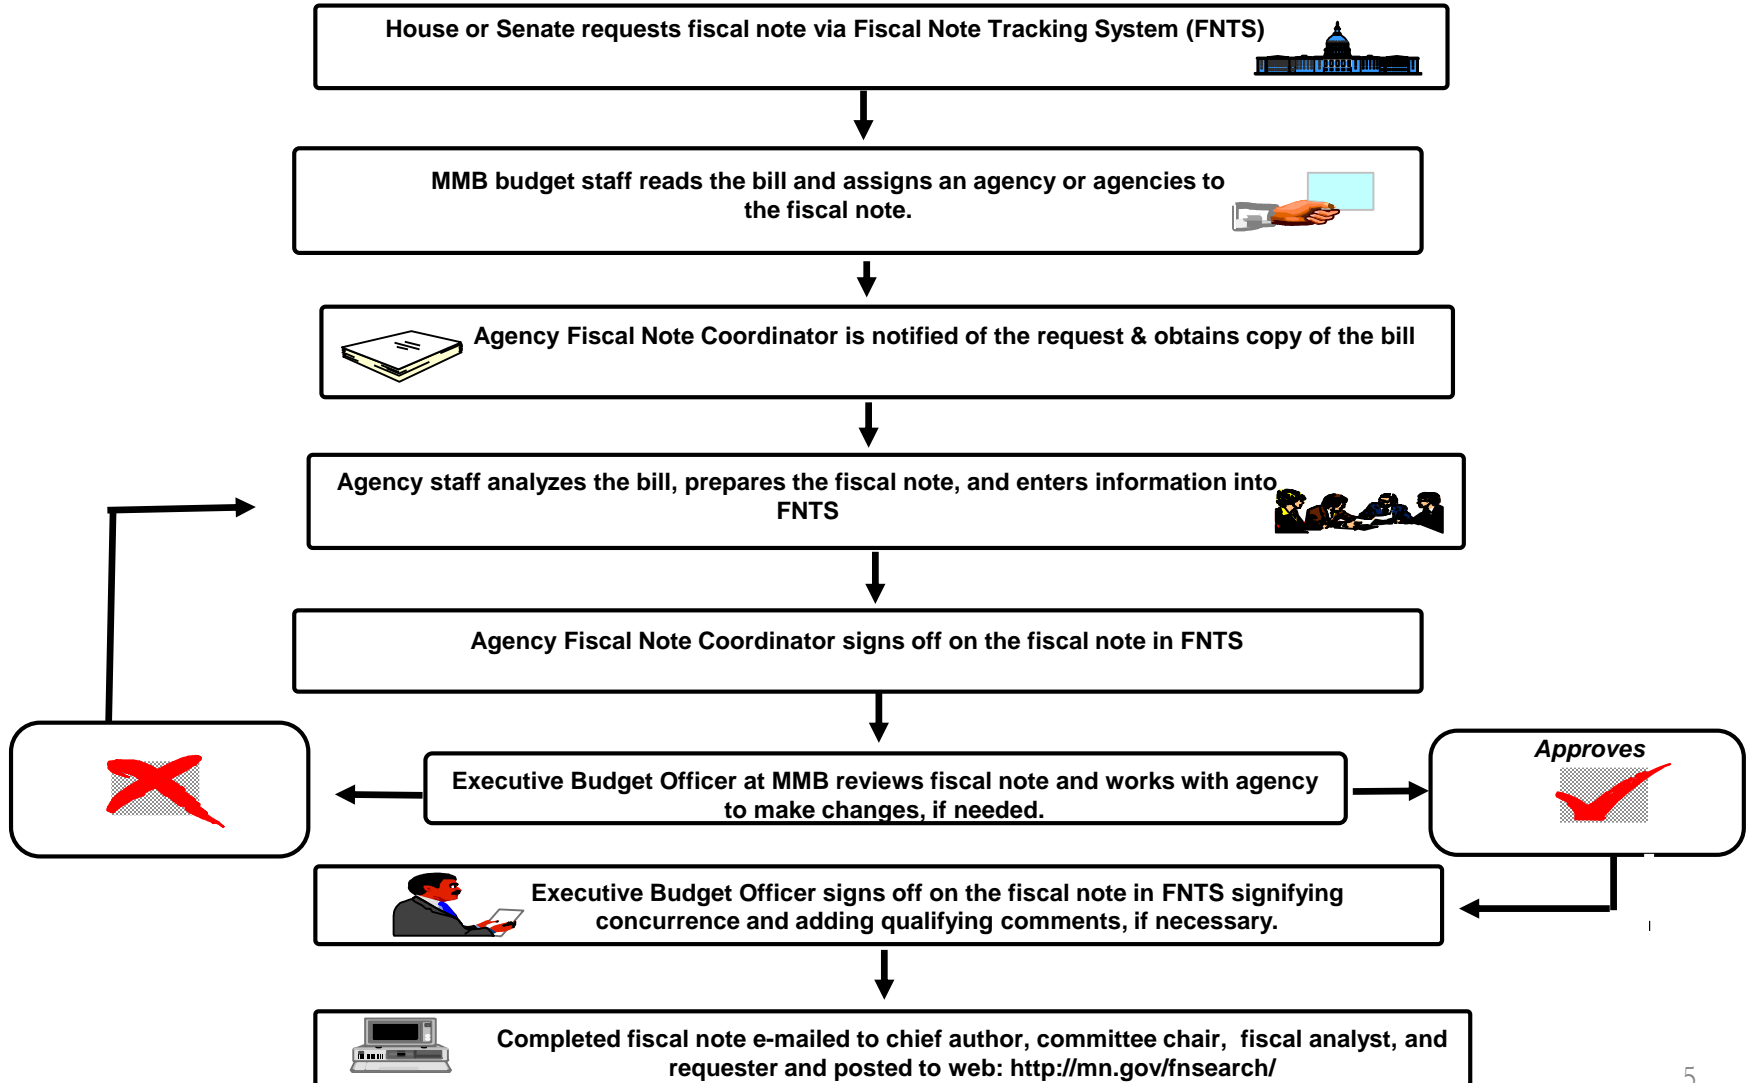 House or Senate requests fiscal note via Fiscal Note Tracking System (FNTS)
MMB budget staff reads the bill and assigns an agency or agencies to
the fiscal note.
Agency Fiscal Note Coordinator is notified of the request & obtains copy of the bill
Agency staff analyzes the bill, prepares the fiscal note, and enters information into
FNTS
Agency Fiscal Note Coordinator signs off on the fiscal note in FNTS
Executive Budget Officer at MMB reviews fiscal note and works with agency
to make changes, if needed.
Approves
Executive Budget Officer signs off on the fiscal note in FNTS signifying
concurrence and adding qualifying comments, if necessary.
Completed fiscal note e-mailed to chief author, committee chair, fiscal analyst, and
requester and posted to web: http://mn.gov/fnsearch/
5